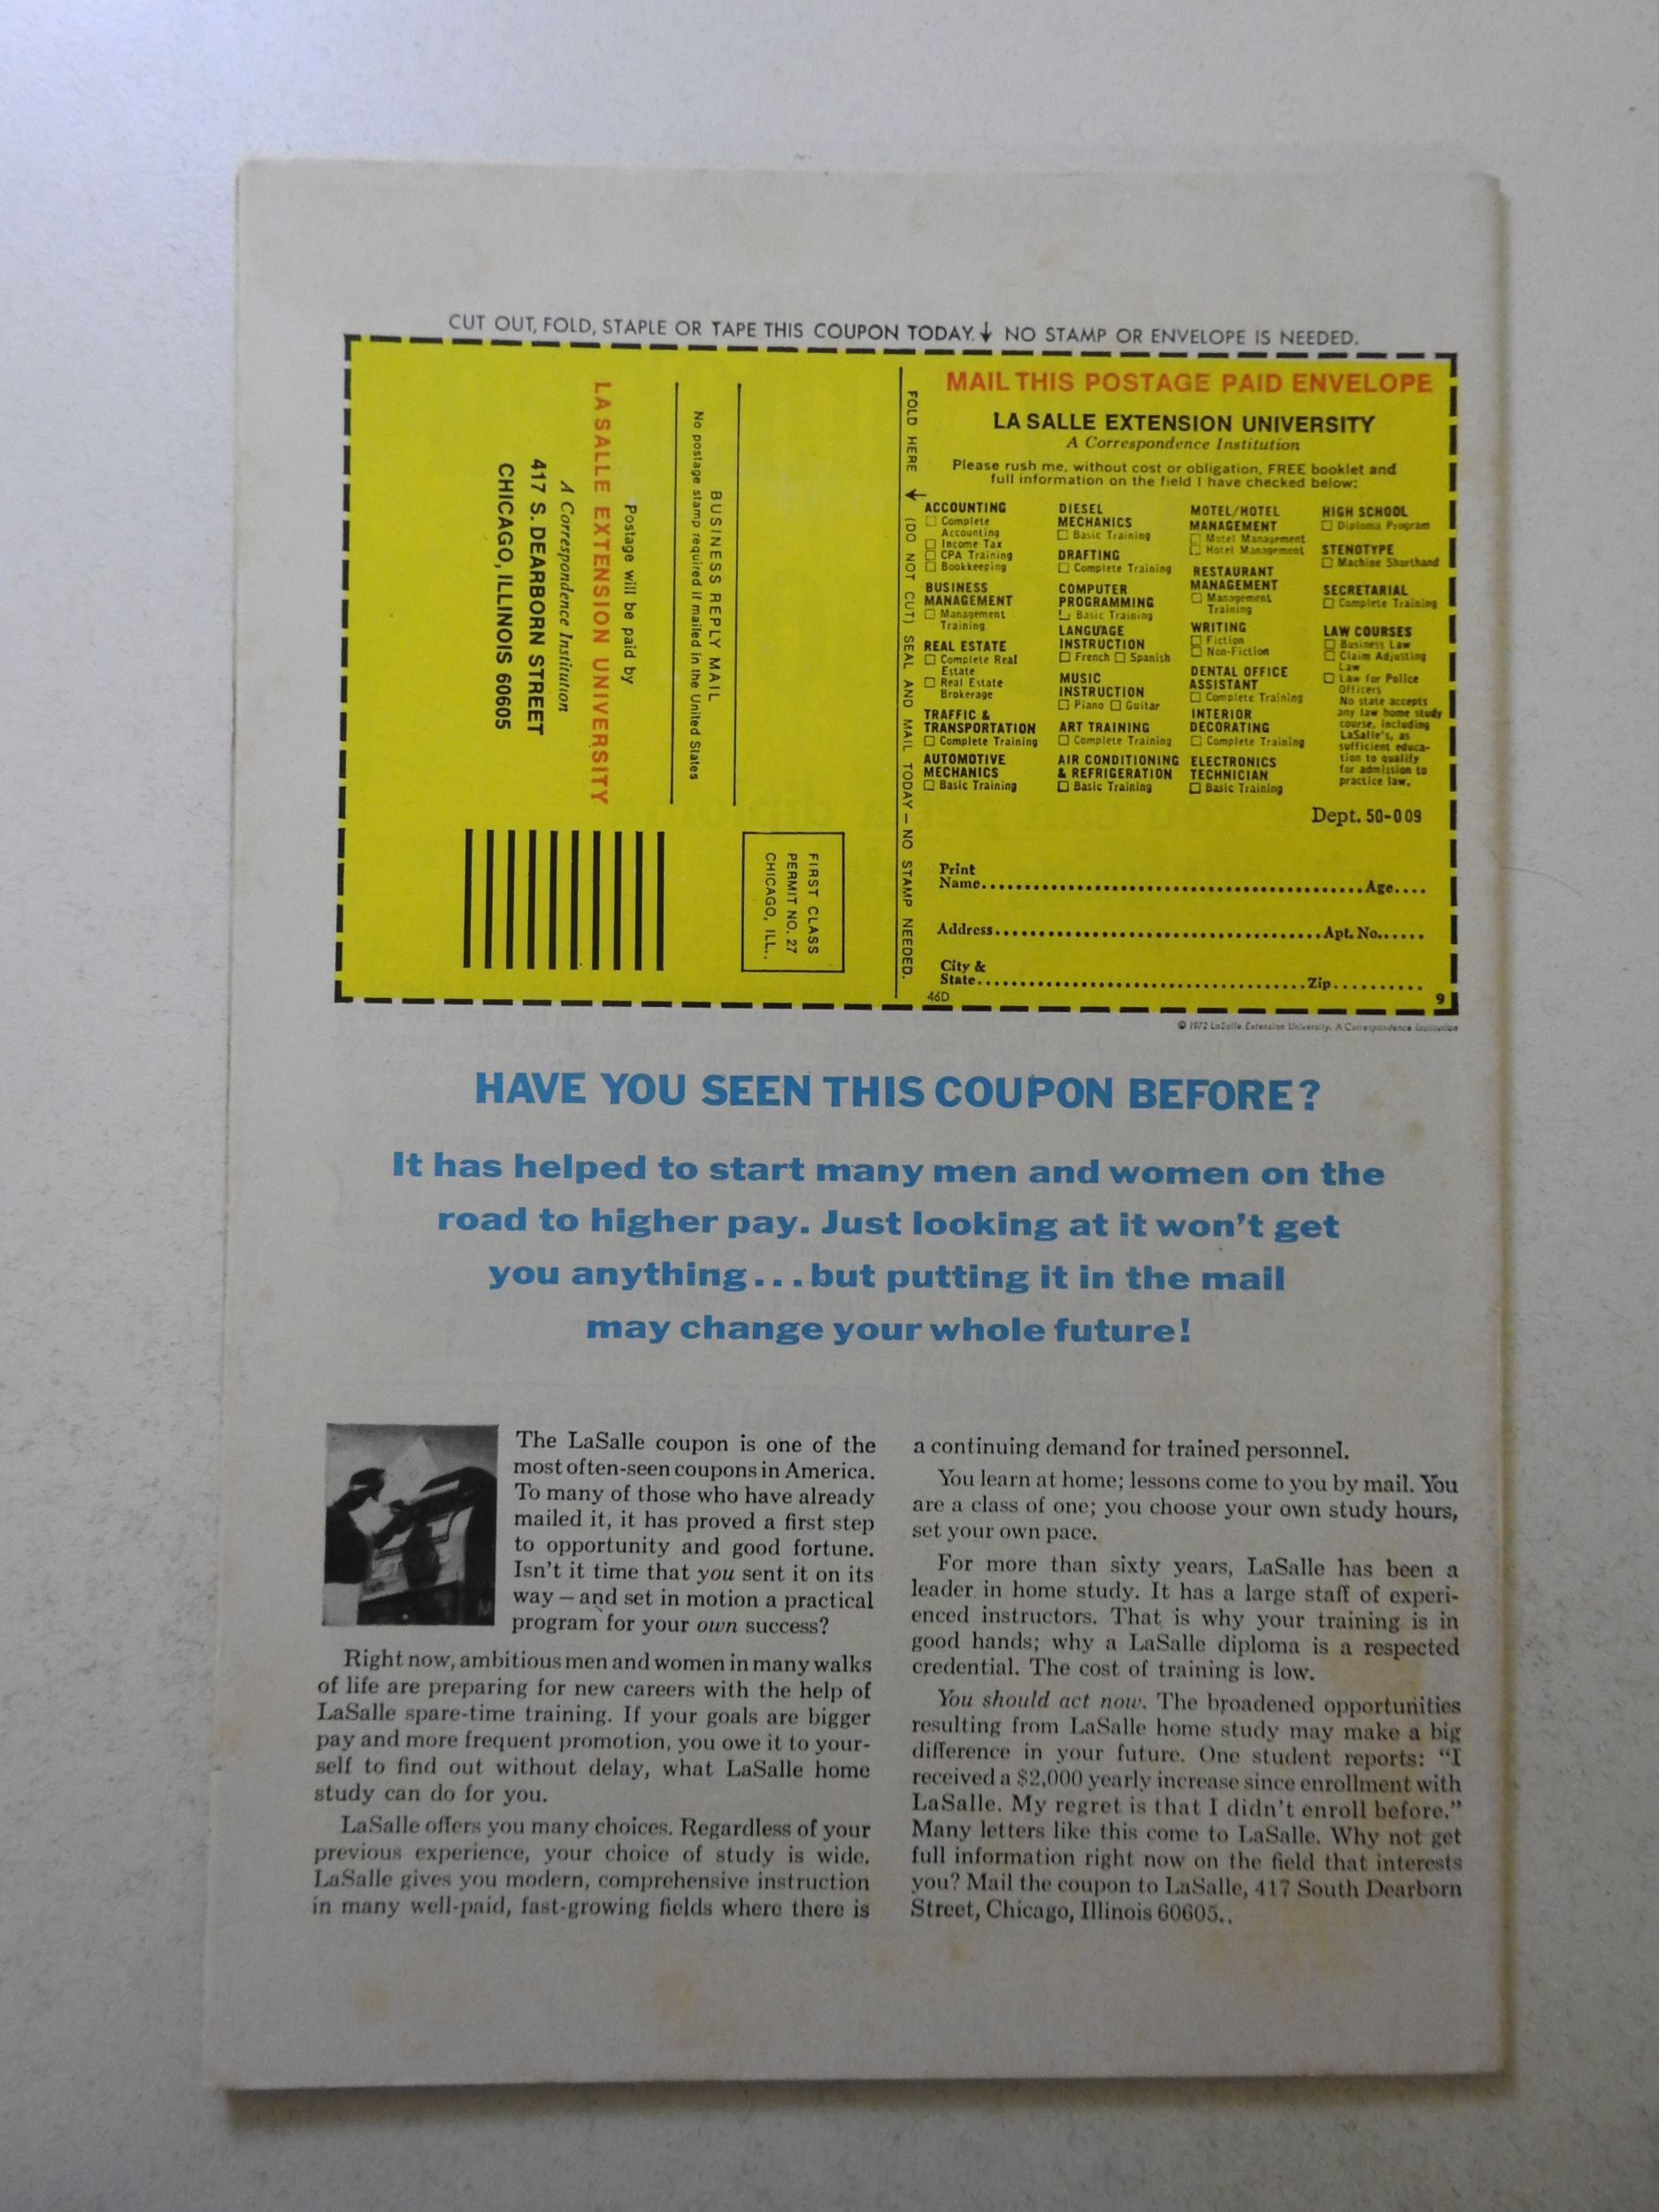 CUT OUT, FOLD, STAPLE OR TAPE THIS COUPON TODAY. ↓ NO STAMP OR ENVELOPE IS NEEDED.
FIRST CLASS
PERMIT NO. 27
CHICAGO, ILL..
BUSINESS REPLY MAIL
No postage stamp required if mailed in the United States
Postage will be paid by
LA SALLE EXTENSION UNIVERSITY
A Correspondence Institution
417 S. DEARBORN STREET
CHICAGO, ILLINOIS 60605
FOLD HERE ← (DO NOT CUT) SEAL AND MAIL TODAY — NO STAMP NEEDED.
MAIL THIS POSTAGE PAID ENVELOPE
LA SALLE EXTENSION UNIVERSITY
A Correspondence Institution
Please rush me, without cost or obligation, FREE booklet and
full information on the field I have checked below:
ACCOUNTING
☐ Complete
Accounting
☐ Income Tax
☐ CPA Training
☐ Bookkeeping
BUSINESS
MANAGEMENT
☐ Management
Training
REAL ESTATE
☐ Complete Real
Estate
☐ Real Estate
Brokerage
TRAFFIC &
TRANSPORTATION
☐ Complete Training
AUTOMOTIVE
MECHANICS
☐ Basic Training
DIESEL
MECHANICS
☐ Basic Training
DRAFTING
☐ Complete Training
COMPUTER
PROGRAMMING
☐ Basic Training
LANGUAGE
INSTRUCTION
☐ French ☐ Spanish
MUSIC
INSTRUCTION
☐ Piano ☐ Guitar
ART TRAINING
☐ Complete Training
AIR CONDITIONING
& REFRIGERATION
☐ Basic Training
MOTEL/HOTEL
MANAGEMENT
☐ Motel Management
☐ Hotel Management
RESTAURANT
MANAGEMENT
☐ Management
Training
WRITING
☐ Fiction
☐ Non-Fiction
DENTAL OFFICE
ASSISTANT
☐ Complete Training
INTERIOR
DECORATING
☐ Complete Training
ELECTRONICS
TECHNICIAN
☐ Basic Training
HIGH SCHOOL
☐ Diploma Program
STENOTYPE
☐ Machine Shorthand
SECRETARIAL
☐ Complete Training
LAW COURSES
☐ Business Law
☐ Claim Adjusting
Law
☐ Law for Police
Officers
No state accepts
any law home study
course, including
LaSalle's, as
sufficient educa-
tion to qualify
for admission to
practice law.
Dept. 50-009
Print
Name.....Age....
Address.....Apt. No......
City &
State.....Zip..........
46D
9
© 1972 LaSalle Extension University. A Correspondence Institution
HAVE YOU SEEN THIS COUPON BEFORE?
It has helped to start many men and women on the
road to higher pay. Just looking at it won't get
you anything...but putting it in the mail
may change your whole future!
The LaSalle coupon is one of the
most often-seen coupons in America.
To many of those who have already
mailed it, it has proved a first step
to opportunity and good fortune.
Isn't it time that you sent it on its
way — and set in motion a practical
program for your own success?
Right now, ambitious men and women in many walks
of life are preparing for new careers with the help of
LaSalle spare-time training. If your goals are bigger
pay and more frequent promotion, you owe it to your-
self to find out without delay, what LaSalle home
study can do for you.
LaSalle offers you many choices. Regardless of your
previous experience, your choice of study is wide.
LaSalle gives you modern, comprehensive instruction
in many well-paid, fast-growing fields where there is
a continuing demand for trained personnel.
You learn at home; lessons come to you by mail. You
are a class of one; you choose your own study hours,
set your own pace.
For more than sixty years, LaSalle has been a
leader in home study. It has a large staff of experi-
enced instructors. That is why your training is in
good hands; why a LaSalle diploma is a respected
credential. The cost of training is low.
You should act now. The broadened opportunities
resulting from LaSalle home study may make a big
difference in your future. One student reports: "I
received a $2,000 yearly increase since enrollment with
LaSalle. My regret is that I didn't enroll before."
Many letters like this come to LaSalle. Why not get
full information right now on the field that interests
you? Mail the coupon to LaSalle, 417 South Dearborn
Street, Chicago, Illinois 60605..